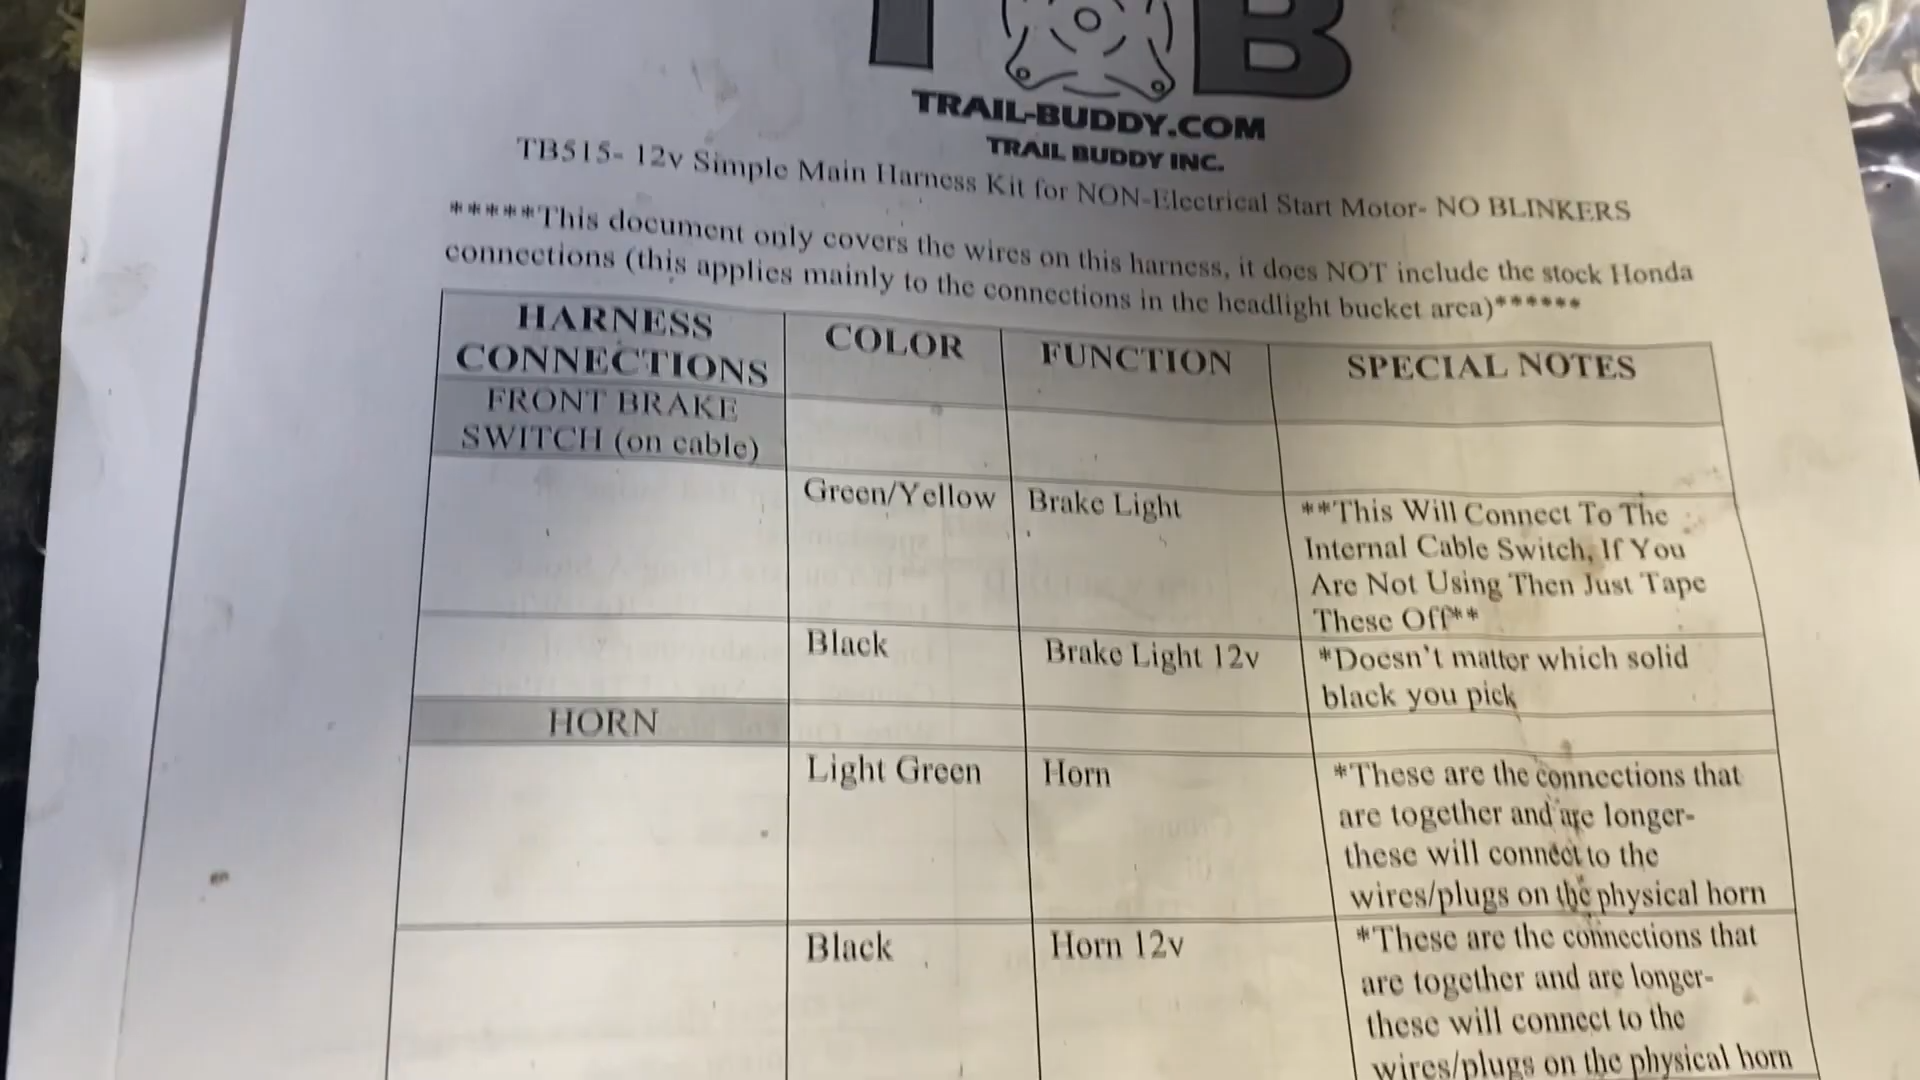 T B
TRAIL-BUDDY.COM
TRAIL BUDDY INC.
TB515- 12v Simple Main Harness Kit for NON-Electrical Start Motor- NO BLINKERS
*****This document only covers the wires on this harness, it does NOT include the stock Honda
connections (this applies mainly to the connections in the headlight bucket area)******
HARNESS
CONNECTIONS
COLOR
FUNCTION
SPECIAL NOTES
FRONT BRAKE
SWITCH (on cable)
Green/Yellow
Brake Light
**This Will Connect To The
Internal Cable Switch, If You
Are Not Using Then Just Tape
These Off**
Black
Brake Light 12v
*Doesn't matter which solid
black you pick
HORN
Light Green
Horn
*These are the connections that
are together and are longer-
these will connect to the
wires/plugs on the physical horn
Black
Horn 12v
*These are the connections that
are together and are longer-
these will connect to the
wires/plugs on the physical horn